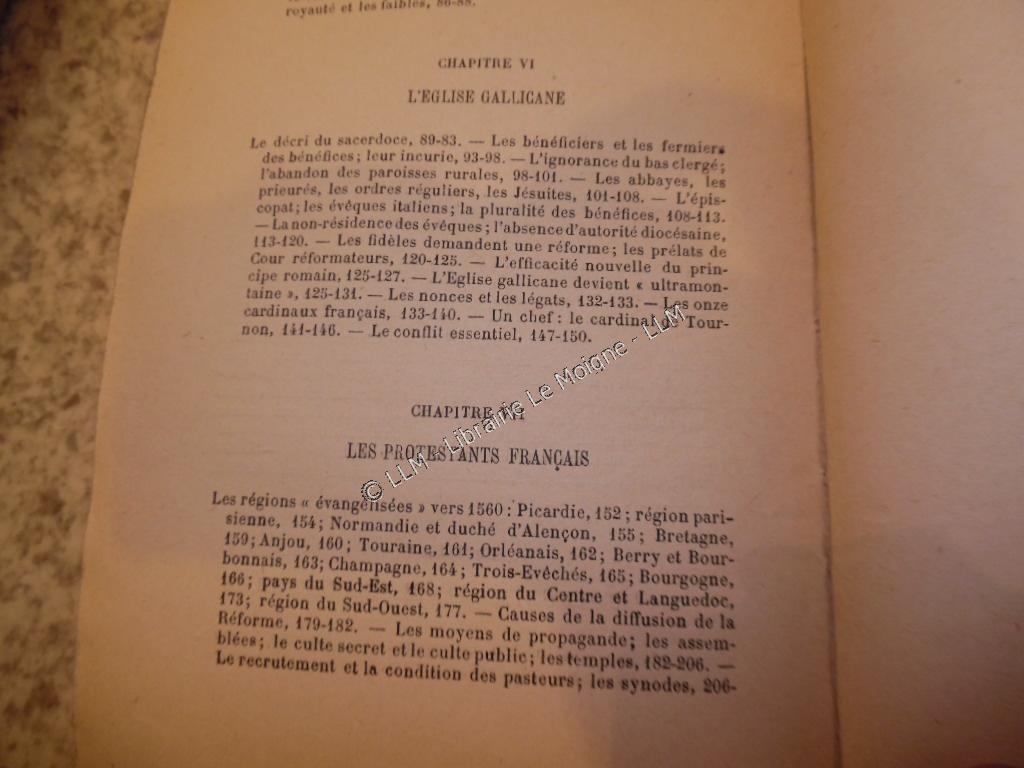 royauté et les faibles, 86-88.
CHAPITRE VI
L'EGLISE GALLICANE
Le décri du sacerdoce, 89-83. — Les bénéficiers et les fermiers
des bénéfices; leur incurie, 93-98. — L'ignorance du bas clergé;
l'abandon des paroisses rurales, 98-101. — Les abbayes, les
prieurés, les ordres réguliers, les Jésuites, 101-108. — L'épis-
copat; les évêques italiens; la pluralité des bénéfices, 108-113.
— La non-résidence des évêques; l'absence d'autorité diocésaine,
113-120. — Les fidèles demandent une réforme; les prélats de
Cour réformateurs, 120-125. — L'efficacité nouvelle du prin-
cipe romain, 125-127. — L'Eglise gallicane devient « ultramon-
taine », 125-131. — Les nonces et les légats, 132-133. — Les onze
cardinaux français, 133-140. — Un chef: le cardinal de Tour-
non, 141-146. — Le conflit essentiel, 147-150.
CHAPITRE VII
LES PROTESTANTS FRANÇAIS
Les régions « évangélisées » vers 1560: Picardie, 152; région pari-
sienne, 154; Normandie et duché d'Alençon, 155; Bretagne,
159; Anjou, 160; Touraine, 161; Orléanais, 162; Berry et Bour-
bonnais, 163; Champagne, 164; Trois-Evêchés, 165; Bourgogne,
166; pays du Sud-Est, 168; région du Centre et Languedoc,
173; région du Sud-Ouest, 177. — Causes de la diffusion de la
Réforme, 179-182. — Les moyens de propagande; les assem-
blées; le culte secret et le culte public; les temples, 182-206. —
Le recrutement et la condition des pasteurs; les synodes, 206-
© LLM - Librairie Le Moigne - LLM